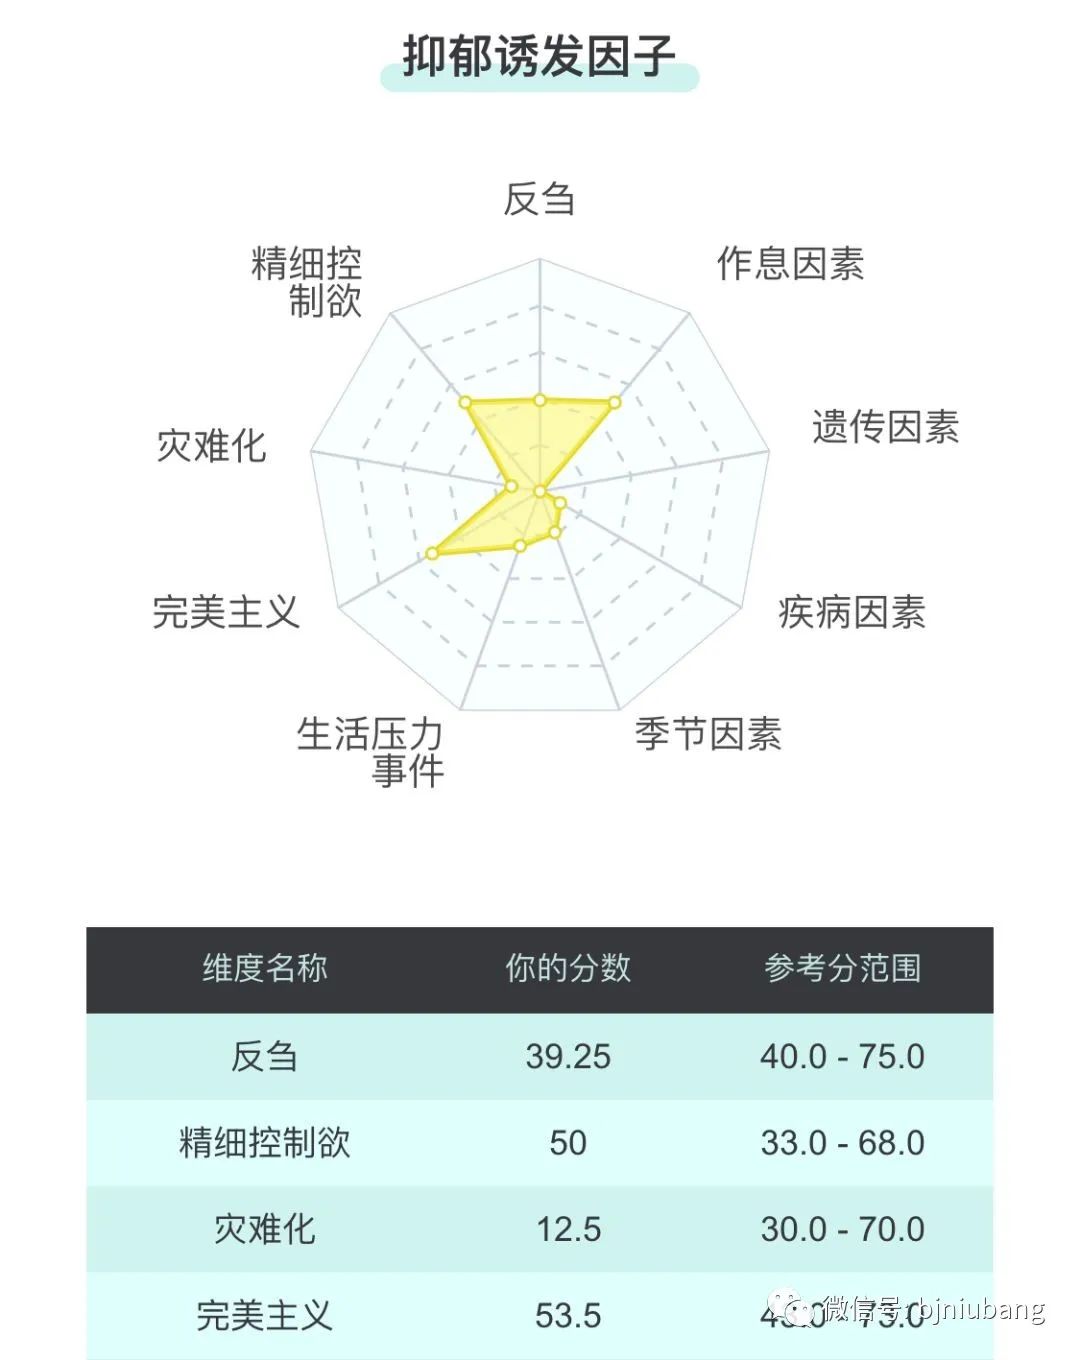 抑郁诱发因子
反刍
精细控
制欲
作息因素
遗传因素
灾难化
完美主义
疾病因素
生活压力
事件
季节因素
维度名称 你的分数 参考分范围
反刍 39.25 40.0 - 75.0
精细控制欲 50 33.0 - 68.0
灾难化 12.5 30.0 - 70.0
完美主义 53.5
微信号: bjniubang